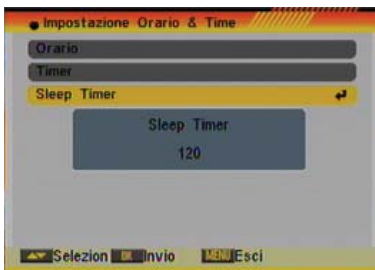 Impostazione Orario & Time
Orario
Timer
Sleep Timer
Sleep Timer
120
Selezion OK Invio MENU Esci